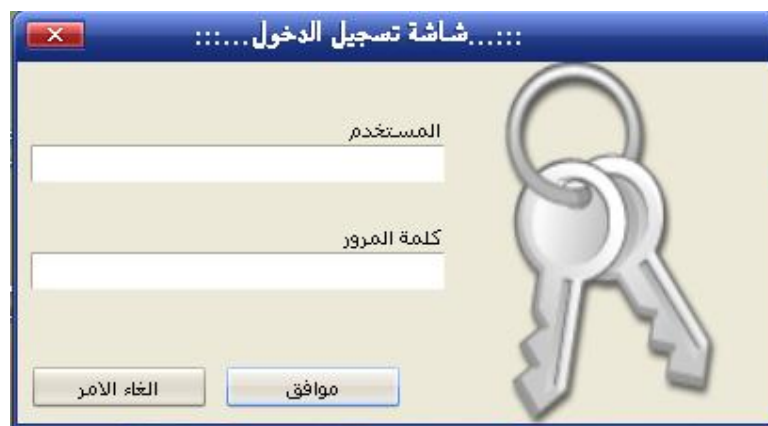 :::...شاشة تسجيل الدخول...:::
المستخدم
كلمة المرور
موافق
الغاء الامر